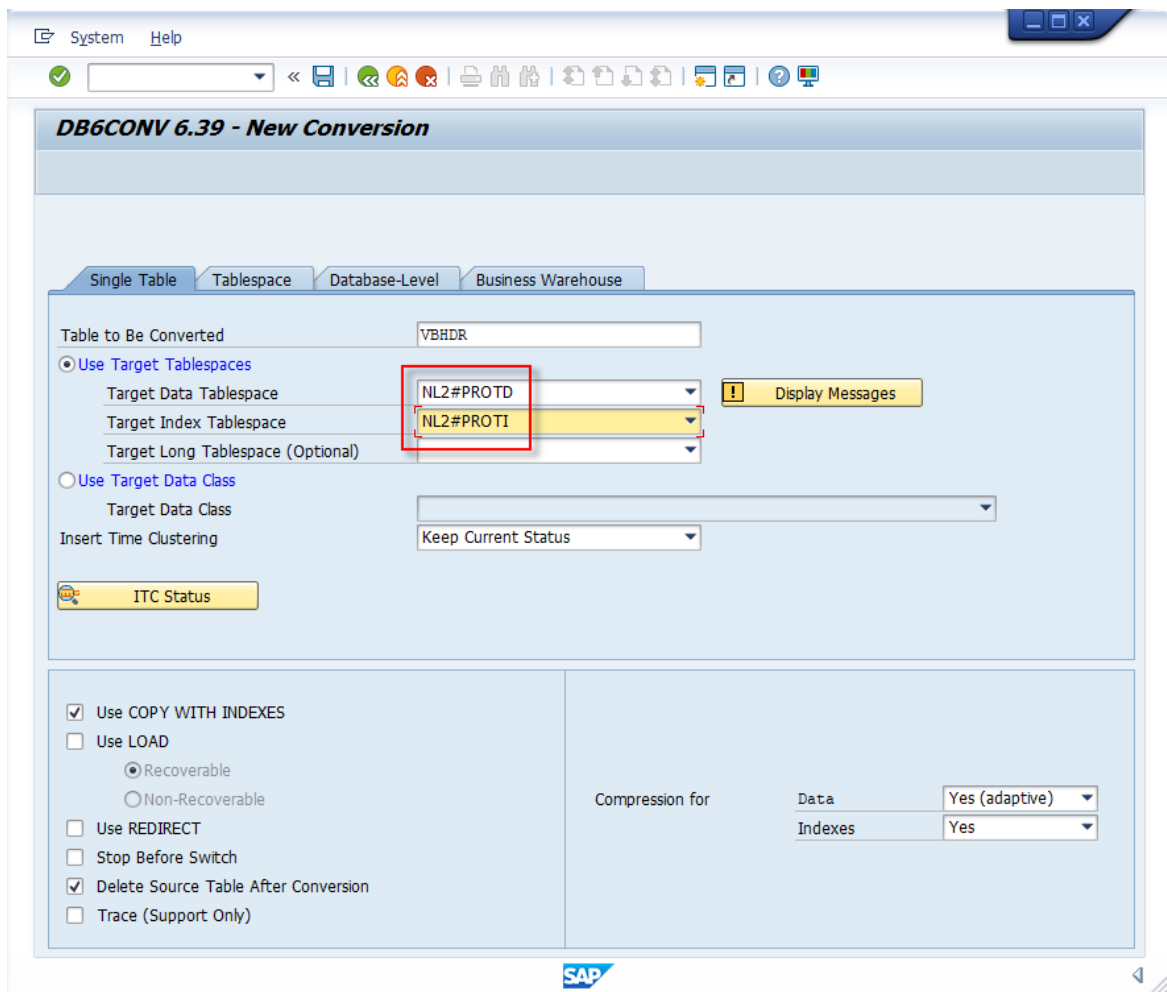 System Help
DB6CONV 6.39 - New Conversion
Single Table Tablespace Database-Level Business Warehouse
Table to Be Converted VBHDR
Use Target Tablespaces
Target Data Tablespace NL2#PROTD ! Display Messages
Target Index Tablespace NL2#PROTI
Target Long Tablespace (Optional)
Use Target Data Class
Target Data Class
Insert Time Clustering Keep Current Status
ITC Status
Use COPY WITH INDEXES
Use LOAD
Recoverable
Non-Recoverable Compression for Data Yes (adaptive)
Use REDIRECT Indexes Yes
Stop Before Switch
Delete Source Table After Conversion
Trace (Support Only)
SAP